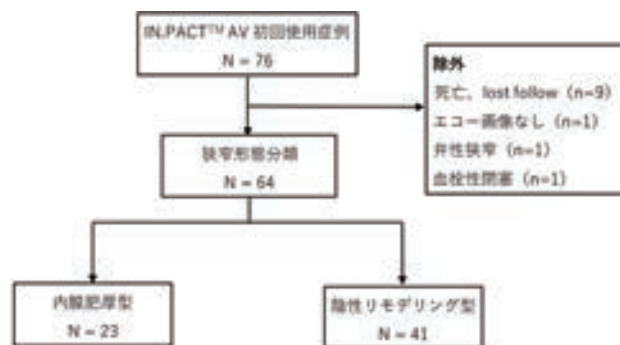 IN.PACT™ AV 初回使用症例
N = 76
除外
死亡、lost follow（n=9）
エコー画像なし（n=1）
弁性狭窄（n=1）
血栓性閉塞（n=1）
狭窄形態分類
N = 64
内膜肥厚型
N = 23
陰性リモデリング型
N = 41